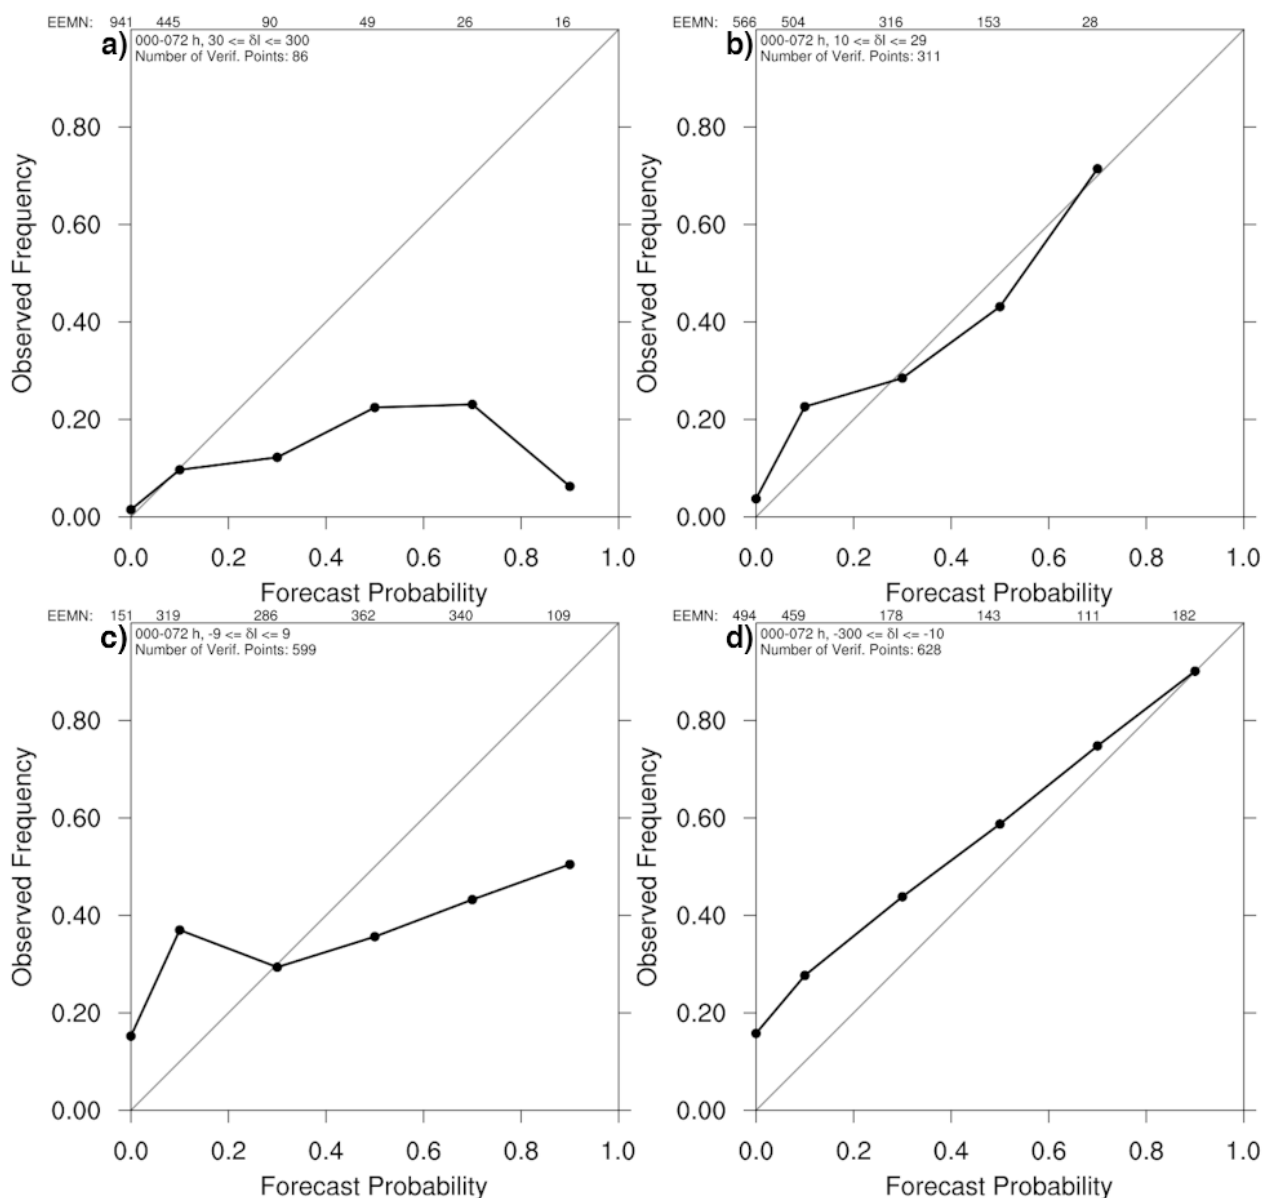 EEMN: 941 445 90 49 26 16
a) 000-072 h, 30 <= δI <= 300
Number of Verif. Points: 86
0.80
0.60
0.40
0.20
0.00
Observed Frequency
0.0 0.2 0.4 0.6 0.8 1.0
Forecast Probability
EEMN: 566 504 316 153 28
b) 000-072 h, 10 <= δI <= 29
Number of Verif. Points: 311
0.80
0.60
0.40
0.20
0.00
Observed Frequency
0.0 0.2 0.4 0.6 0.8 1.0
Forecast Probability
EEMN: 151 319 286 362 340 109
c) 000-072 h, -9 <= δI <= 9
Number of Verif. Points: 599
0.80
0.60
0.40
0.20
0.00
Observed Frequency
0.0 0.2 0.4 0.6 0.8 1.0
Forecast Probability
EEMN: 494 459 178 143 111 182
d) 000-072 h, -300 <= δI <= -10
Number of Verif. Points: 628
0.80
0.60
0.40
0.20
0.00
Observed Frequency
0.0 0.2 0.4 0.6 0.8 1.0
Forecast Probability